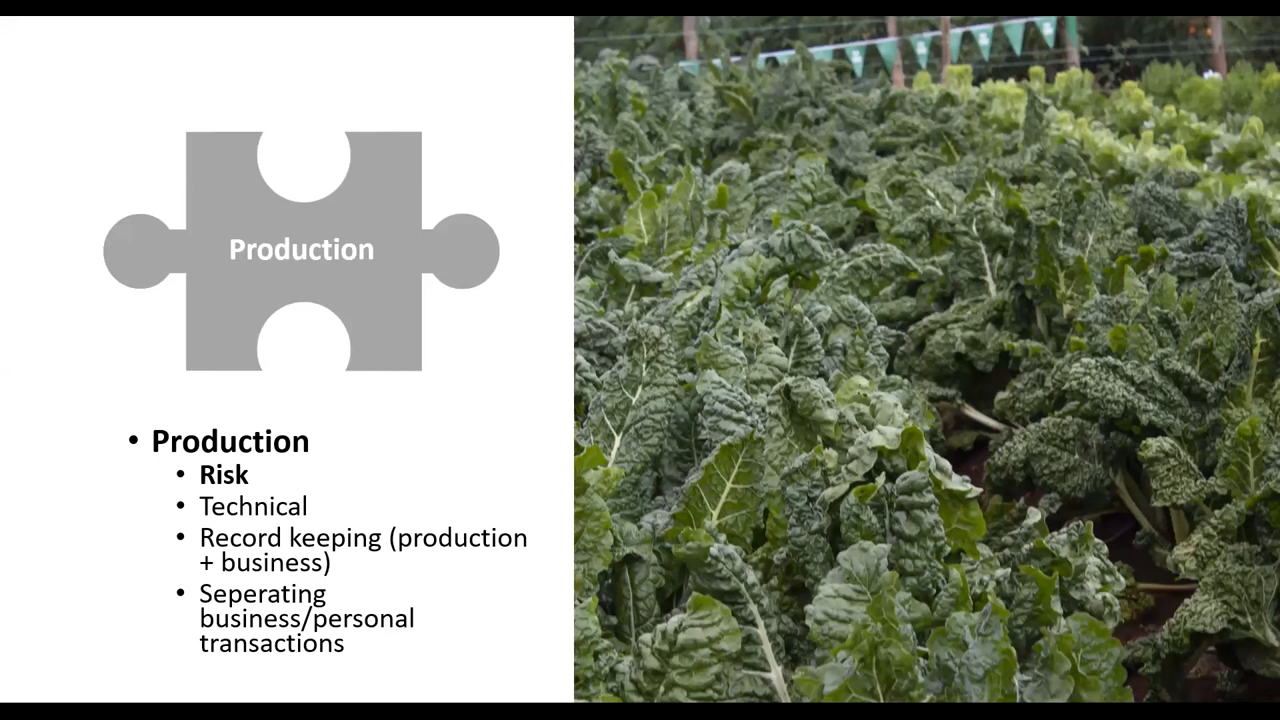 Production
• Production
• Risk
• Technical
• Record keeping (production
+ business)
• Seperating
business/personal
transactions